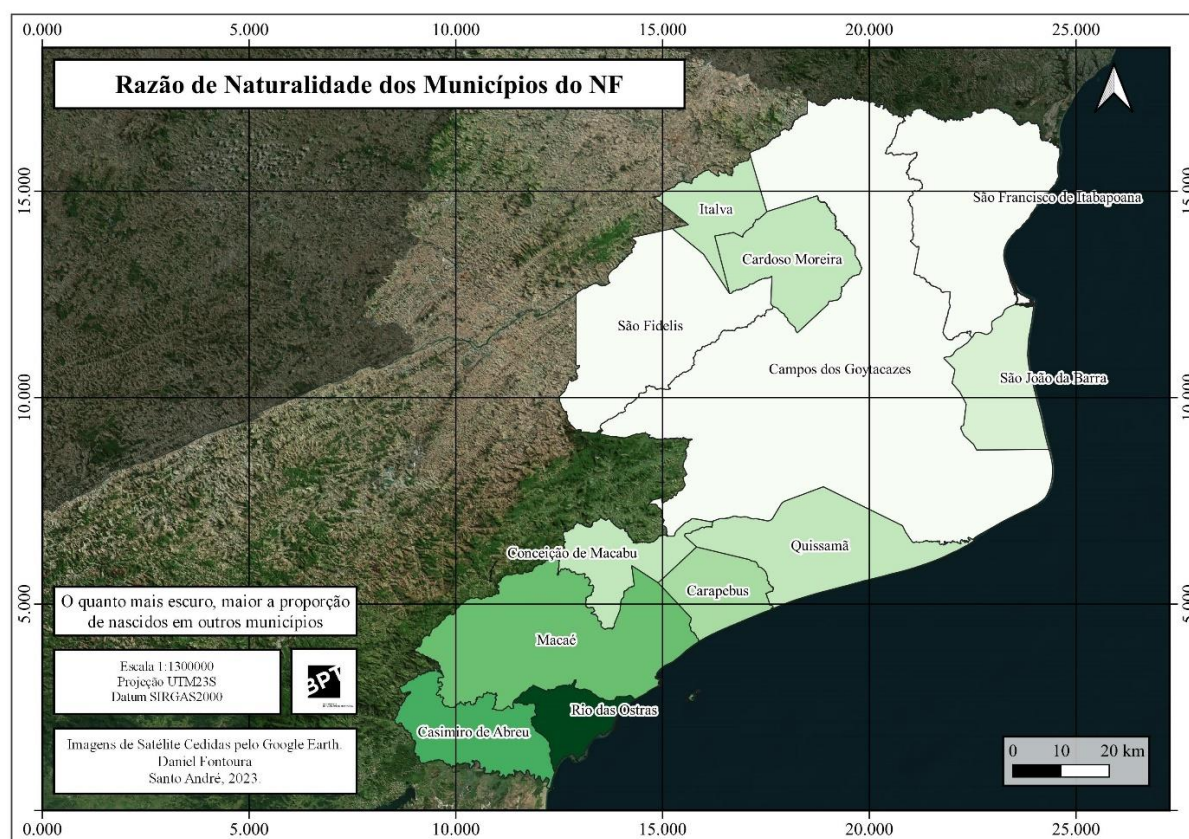 0.000 5.000 10.000 15.000 20.000 25.000
Razão de Naturalidade dos Municípios do NF
15.000 15.000
São Francisco de Itabapoana
Italva
Cardoso Moreira
São Fidelis
Campos dos Goytacazes
São João da Barra
10.000 10.000
Conceição de Macabu
Quissamã
Carapebus
5.000 5.000
O quanto mais escuro, maior a proporção
de nascidos em outros municípios
Macaé
Escala 1:1300000
Projeção UTM23S
Datum SIRGAS2000
BPT
Rio das Ostras
Casimiro de Abreu
Imagens de Satélite Cedidas pelo Google Earth.
Daniel Fontoura
Santo André, 2023.
0 10 20 km
0.000 5.000 10.000 15.000 20.000 25.000